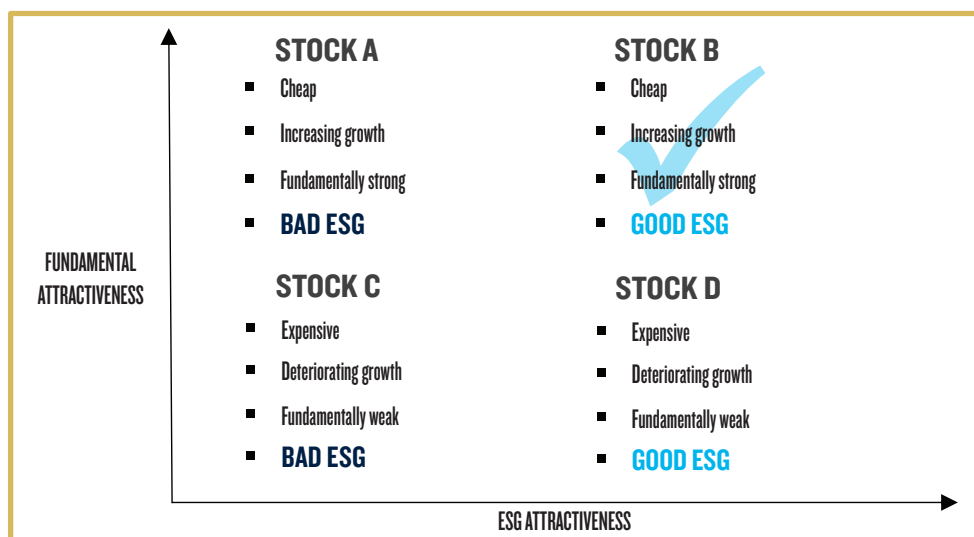 STOCK A
▪ Cheap
▪ Increasing growth
▪ Fundamentally strong
▪ BAD ESG
STOCK B
▪ Cheap
▪ Increasing growth
▪ Fundamentally strong
▪ GOOD ESG
FUNDAMENTAL
ATTRACTIVENESS
STOCK C
▪ Expensive
▪ Deteriorating growth
▪ Fundamentally weak
▪ BAD ESG
STOCK D
▪ Expensive
▪ Deteriorating growth
▪ Fundamentally weak
▪ GOOD ESG
ESG ATTRACTIVENESS